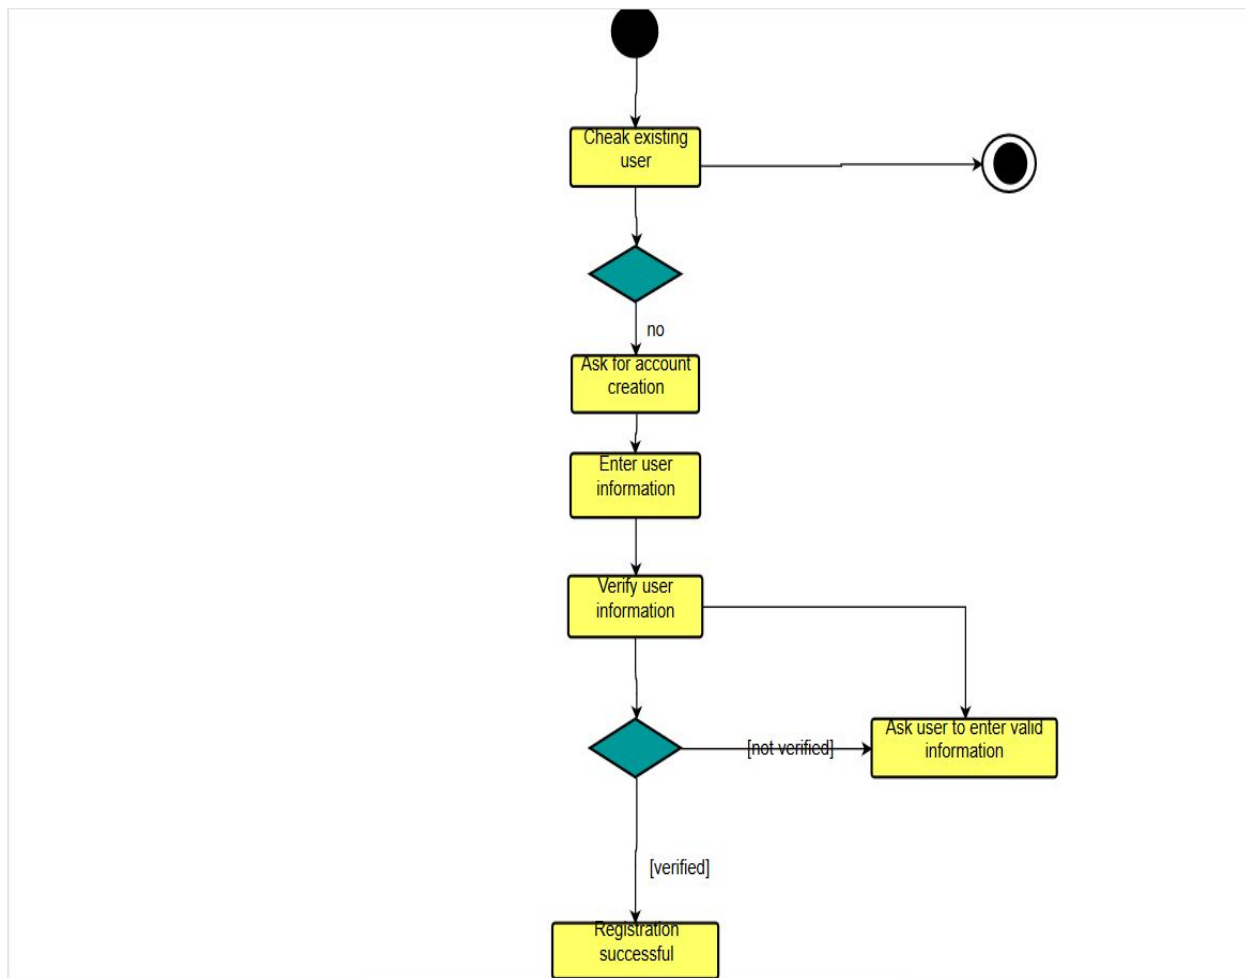 Cheak existing
user
no
Ask for account
creation
Enter user
information
Verify user
information
[not verified]
Ask user to enter valid
information
[verified]
Registration
successful